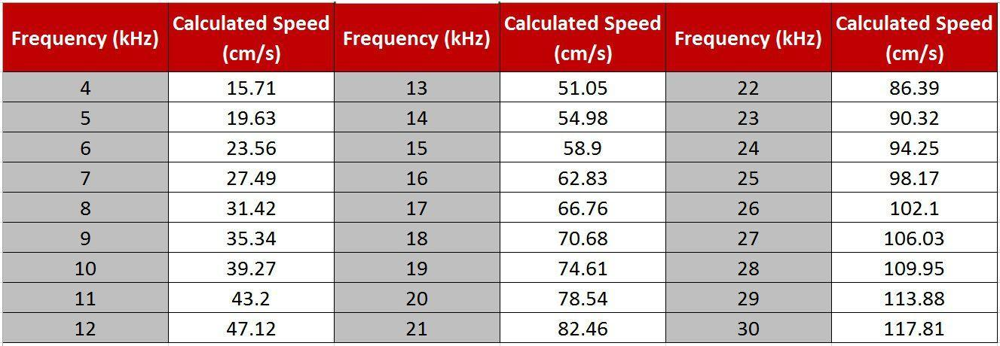 Frequency (kHz) Calculated Speed (cm/s) Frequency (kHz) Calculated Speed (cm/s) Frequency (kHz) Calculated Speed (cm/s)
4 15.71 13 51.05 22 86.39
5 19.63 14 54.98 23 90.32
6 23.56 15 58.9 24 94.25
7 27.49 16 62.83 25 98.17
8 31.42 17 66.76 26 102.1
9 35.34 18 70.68 27 106.03
10 39.27 19 74.61 28 109.95
11 43.2 20 78.54 29 113.88
12 47.12 21 82.46 30 117.81